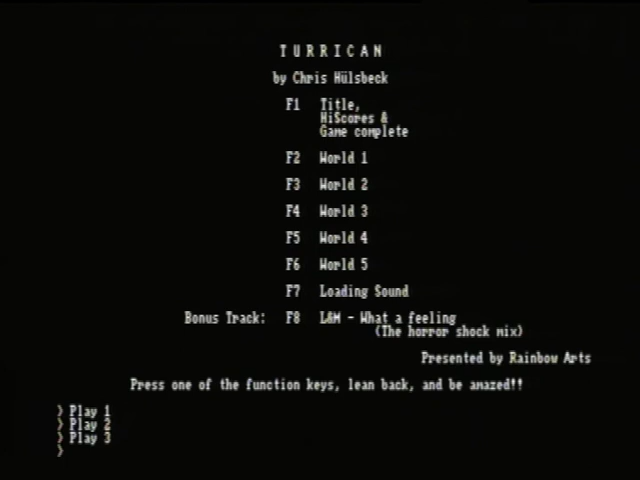 TURRICAN
by Chris Hülsbeck
F1 Title,
HiScores &
Game complete
F2 World 1
F3 World 2
F4 World 3
F5 World 4
F6 World 5
F7 Loading Sound
Bonus Track: F8 L&M - What a feeling
(The horror shock mix)
Presented by Rainbow Arts
Press one of the function keys, lean back, and be amazed!!
> Play 1
> Play 2
> Play 3
>